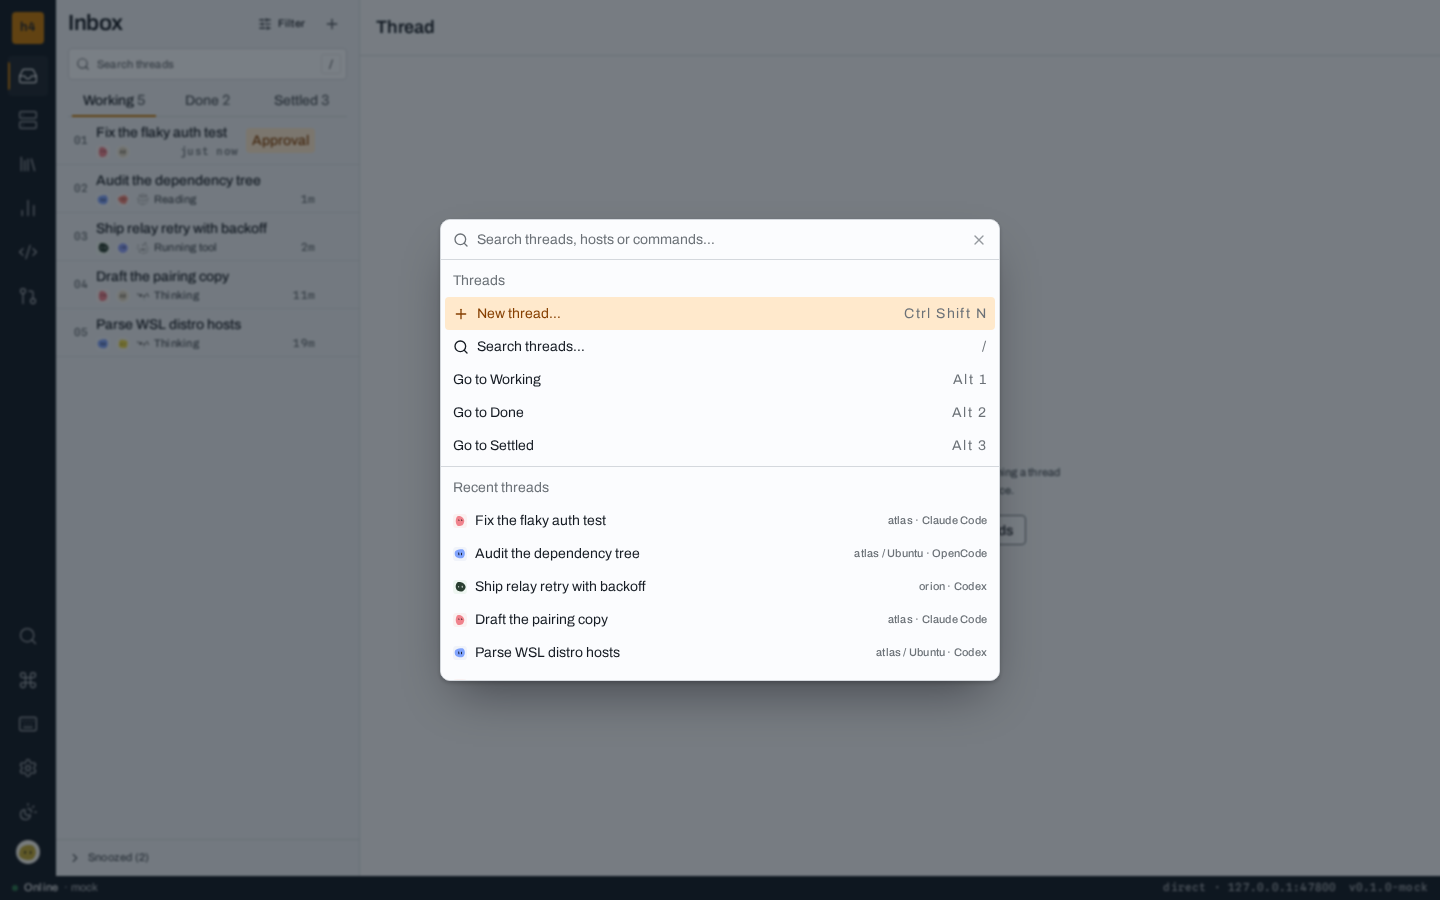 h4
Inbox
Filter
Search threads
/
Working 5
Done 2
Settled 3
01
Fix the flaky auth test
just now
Approval
02
Audit the dependency tree
Reading
1m
03
Ship relay retry with backoff
Running tool
2m
04
Draft the pairing copy
Thinking
11m
05
Parse WSL distro hosts
Thinking
19m
Snoozed (2)
Thread
Search threads, hosts or commands...
Threads
New thread...
Ctrl Shift N
Search threads...
/
Go to Working
Alt 1
Go to Done
Alt 2
Go to Settled
Alt 3
Recent threads
Fix the flaky auth test
atlas · Claude Code
Audit the dependency tree
atlas / Ubuntu · OpenCode
Ship relay retry with backoff
orion · Codex
Draft the pairing copy
atlas · Claude Code
Parse WSL distro hosts
atlas / Ubuntu · Codex
a thread
Online · mock
direct · 127.0.0.1:47800 v0.1.0-mock